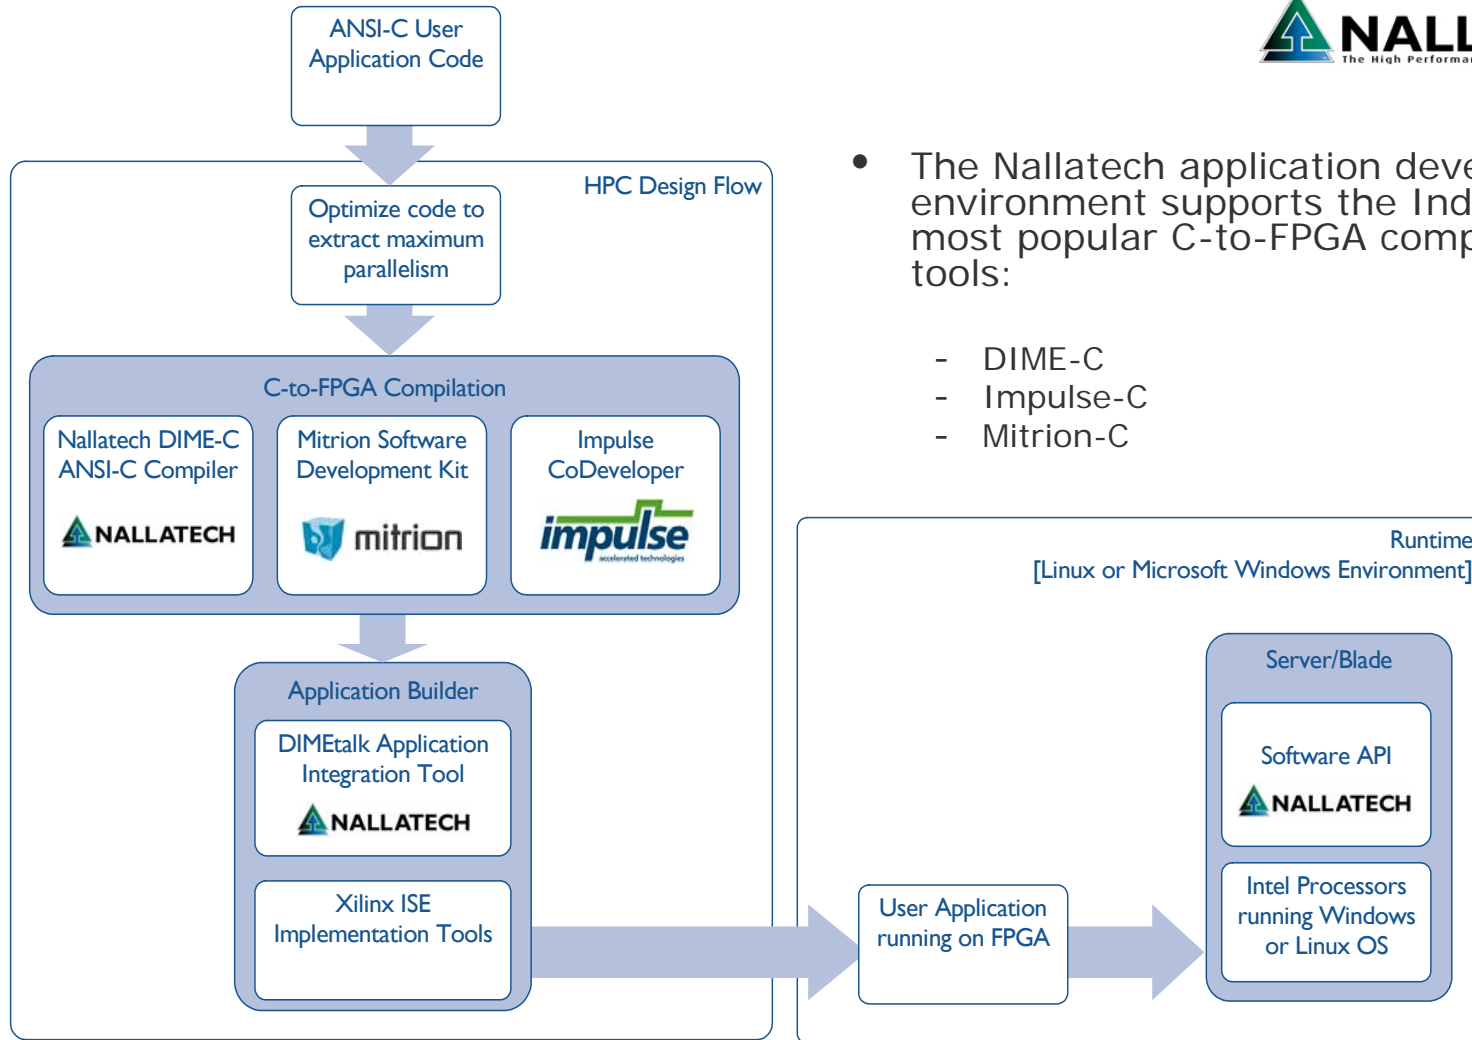 ANSI-C User
Application Code
HPC Design Flow
Optimize code to
extract maximum
parallelism
C-to-FPGA Compilation
Nallatech DIME-C
ANSI-C Compiler
NALLATECH
Mitrion Software
Development Kit
mitrion
Impulse
CoDeveloper
impulse
accelerated technologies
Application Builder
DIMEtalk Application
Integration Tool
NALLATECH
Xilinx ISE
Implementation Tools
The High
• The Nallatech application
environment supports the
most popular C-to-FPGA
tools:
- DIME-C
- Impulse-C
- Mitrion-C
Runtime
[Linux or Microsoft Windows Environment]
User Application
running on FPGA
Server/Blade
Software API
NALLATECH
Intel Processors
running Windows
or Linux OS